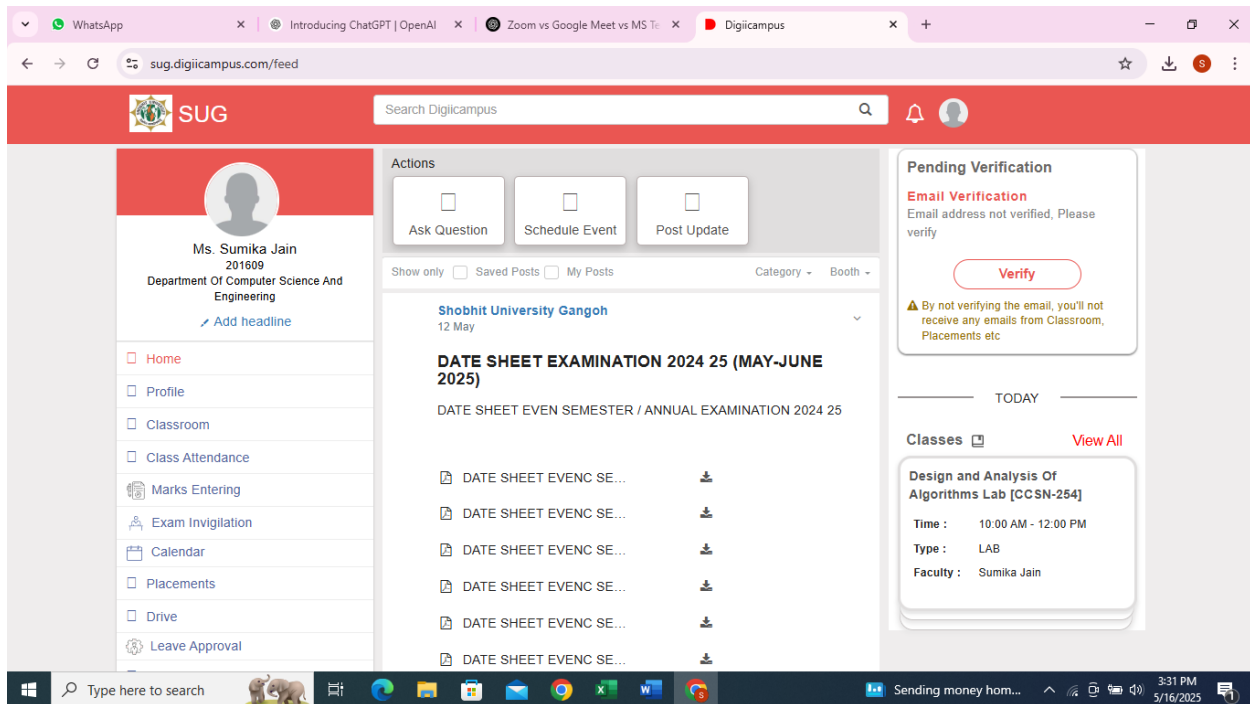 WhatsApp
Introducing ChatGPT | OpenAI
Zoom vs Google Meet vs MS Te
Digiicampus
sug.digiicampus.com/feed
S
SUG
Search Digiicampus
Ms. Sumika Jain
201609
Department Of Computer Science And
Engineering
Add headline
Home
Profile
Classroom
Class Attendance
Marks Entering
Exam Invigilation
Calendar
Placements
Drive
Leave Approval
Actions
Ask Question
Schedule Event
Post Update
Show only Saved Posts My Posts Category Booth
Shobhit University Gangoh
12 May
DATE SHEET EXAMINATION 2024 25 (MAY-JUNE
2025)
DATE SHEET EVEN SEMESTER / ANNUAL EXAMINATION 2024 25
DATE SHEET EVENC SE...
DATE SHEET EVENC SE...
DATE SHEET EVENC SE...
DATE SHEET EVENC SE...
DATE SHEET EVENC SE...
DATE SHEET EVENC SE...
Pending Verification
Email Verification
Email address not verified, Please
verify
Verify
By not verifying the email, you'll not
receive any emails from Classroom,
Placements etc
TODAY
Classes View All
Design and Analysis Of
Algorithms Lab [CCSN-254]
Time : 10:00 AM - 12:00 PM
Type : LAB
Faculty : Sumika Jain
Type here to search
Sending money hom...
3:31 PM
5/16/2025